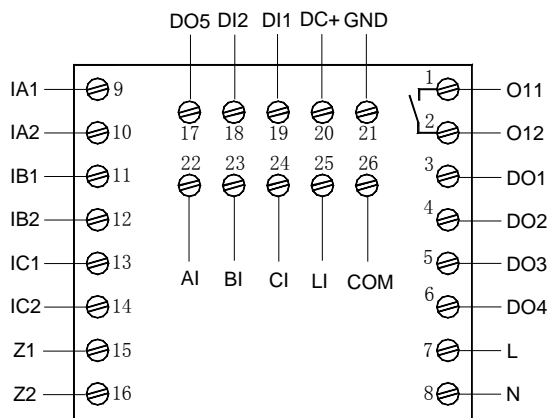 DO5 DI2 DI1 DC+ GND
IA1 9 1 O11
IA2 10 17 18 19 20 21 2 O12
22 23 24 25 26
IB1 11 3 DO1
IB2 12 4 DO2
IC1 13 AI BI CI LI COM 5 DO3
IC2 14 6 DO4
Z1 15 7 L
Z2 16 8 N